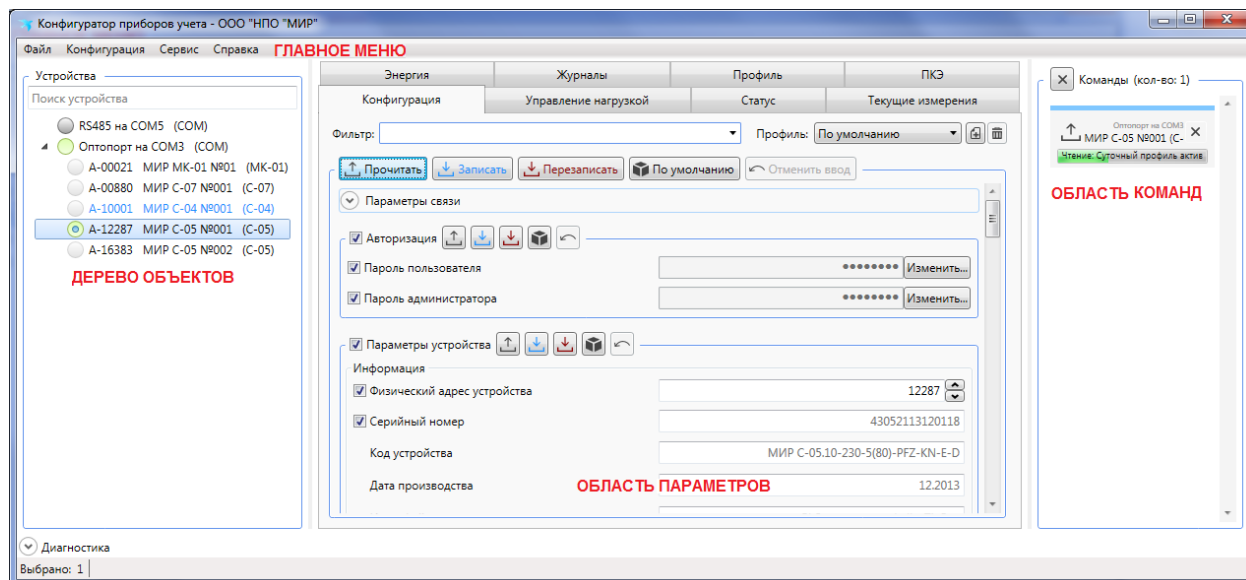 Конфигуратор приборов учета - ООО "НПО "МИР"
Файл Конфигурация Сервис Справка ГЛАВНОЕ МЕНЮ
Устройства
Поиск устройства
RS485 на COM5 (COM)
Оптопорт на COM3 (COM)
A-00021 МИР МК-01 №01 (МК-01)
A-00880 МИР С-07 №001 (С-07)
A-10001 МИР С-04 №001 (С-04)
A-12287 МИР С-05 №001 (С-05)
A-16383 МИР С-05 №002 (С-05)
ДЕРЕВО ОБЪЕКТОВ
Энергия Журналы Профиль ПКЭ
Конфигурация Управление нагрузкой Статус Текущие измерения
Фильтр: Профиль: По умолчанию
Прочитать Записать Перезаписать По умолчанию Отменить ввод
Параметры связи
Авторизация
Пароль пользователя ●●●●●●●● Изменить...
Пароль администратора ●●●●●●●● Изменить...
Параметры устройства
Информация
Физический адрес устройства 12287
Серийный номер 43052113120118
Код устройства МИР С-05.10-230-5(80)-PFZ-KN-E-D
Дата производства 12.2013
ОБЛАСТЬ ПАРАМЕТРОВ
Команды (кол-во: 1)
Оптопорт на COM3
МИР С-05 №001 (С-
Чтение: Суточный профиль актив
ОБЛАСТЬ КОМАНД
Диагностика
Выбрано: 1